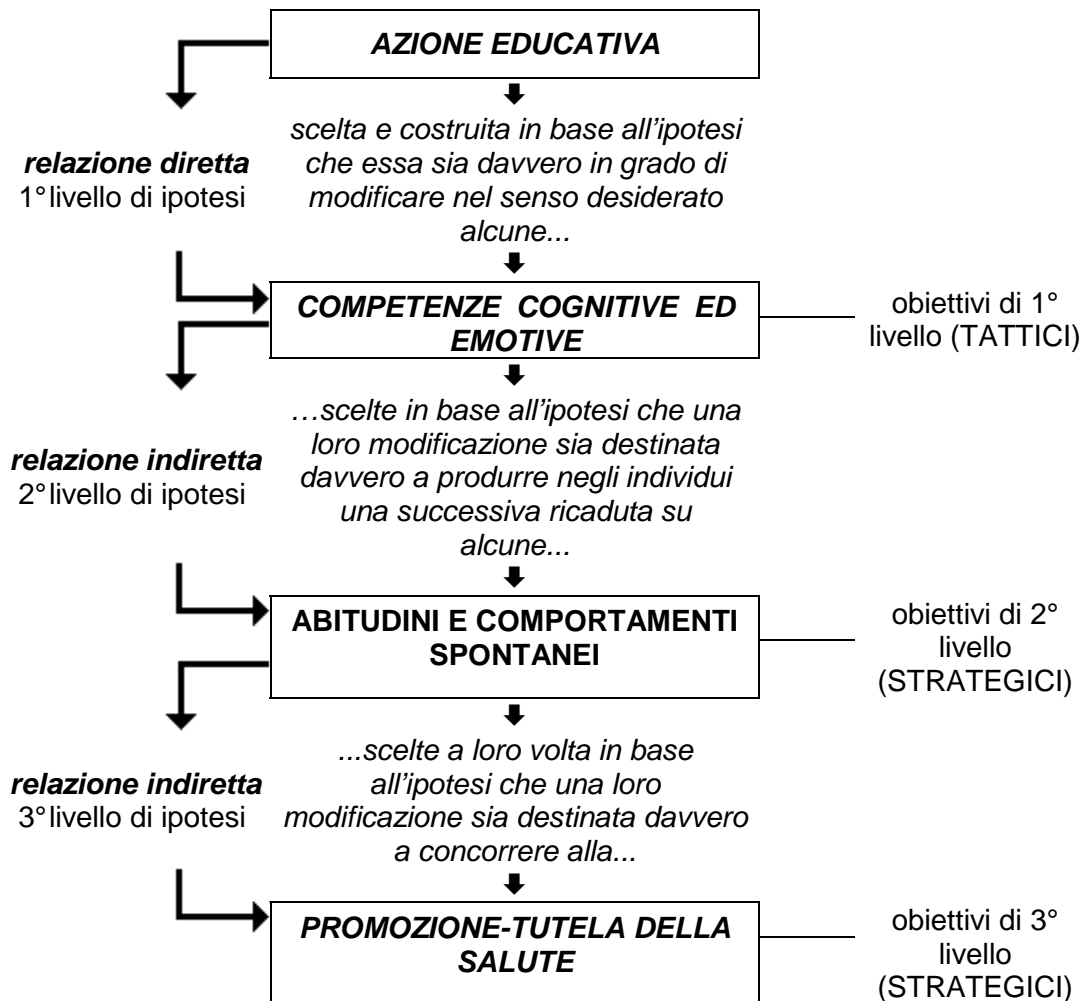 AZIONE EDUCATIVA
scelta e costruita in base all'ipotesi
che essa sia davvero in grado di
modificare nel senso desiderato
alcune...
relazione diretta
1° livello di ipotesi
COMPETENZE COGNITIVE ED
EMOTIVE
obiettivi di 1°
livello (TATTICI)
…scelte in base all'ipotesi che una
loro modificazione sia destinata
davvero a produrre negli individui
una successiva ricaduta su
alcune...
relazione indiretta
2° livello di ipotesi
ABITUDINI E COMPORTAMENTI
SPONTANEI
obiettivi di 2°
livello
(STRATEGICI)
...scelte a loro volta in base
all'ipotesi che una loro
modificazione sia destinata davvero
a concorrere alla...
relazione indiretta
3° livello di ipotesi
PROMOZIONE-TUTELA DELLA
SALUTE
obiettivi di 3°
livello
(STRATEGICI)